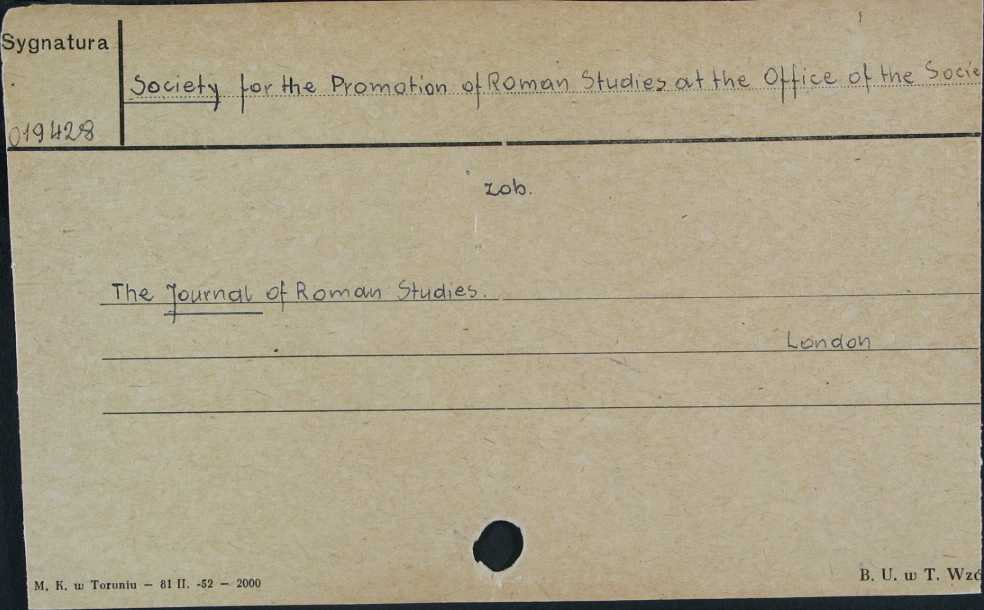 Sygnatura
Society for the Promotion of Roman Studies at the Office of the Socie
019428
zob.
The Journal of Roman Studies.
London
M. K. w Toruniu — 81 II. -52 — 2000
B. U. w T. Wzó